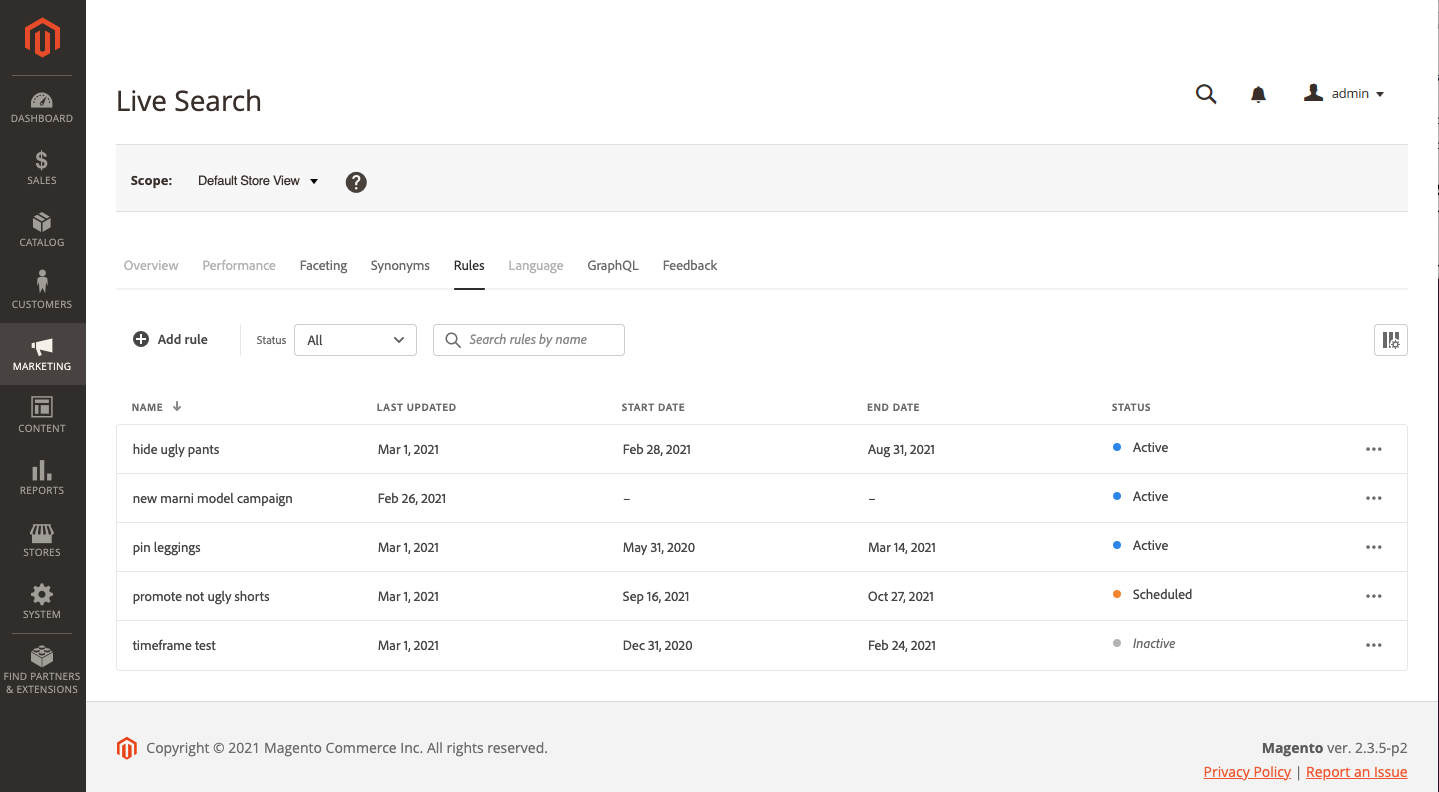 DASHBOARD
SALES
CATALOG
CUSTOMERS
MARKETING
CONTENT
REPORTS
STORES
SYSTEM
FIND PARTNERS
& EXTENSIONS
Live Search
admin
Scope: Default Store View ?
Overview Performance Faceting Synonyms Rules Language GraphQL Feedback
Add rule Status All Search rules by name
NAME LAST UPDATED START DATE END DATE STATUS
hide ugly pants Mar 1, 2021 Feb 28, 2021 Aug 31, 2021 Active
new marni model campaign Feb 26, 2021 – – Active
pin leggings Mar 1, 2021 May 31, 2020 Mar 14, 2021 Active
promote not ugly shorts Mar 1, 2021 Sep 16, 2021 Oct 27, 2021 Scheduled
timeframe test Mar 1, 2021 Dec 31, 2020 Feb 24, 2021 Inactive
Copyright © 2021 Magento Commerce Inc. All rights reserved. Magento ver. 2.3.5-p2
Privacy Policy | Report an Issue